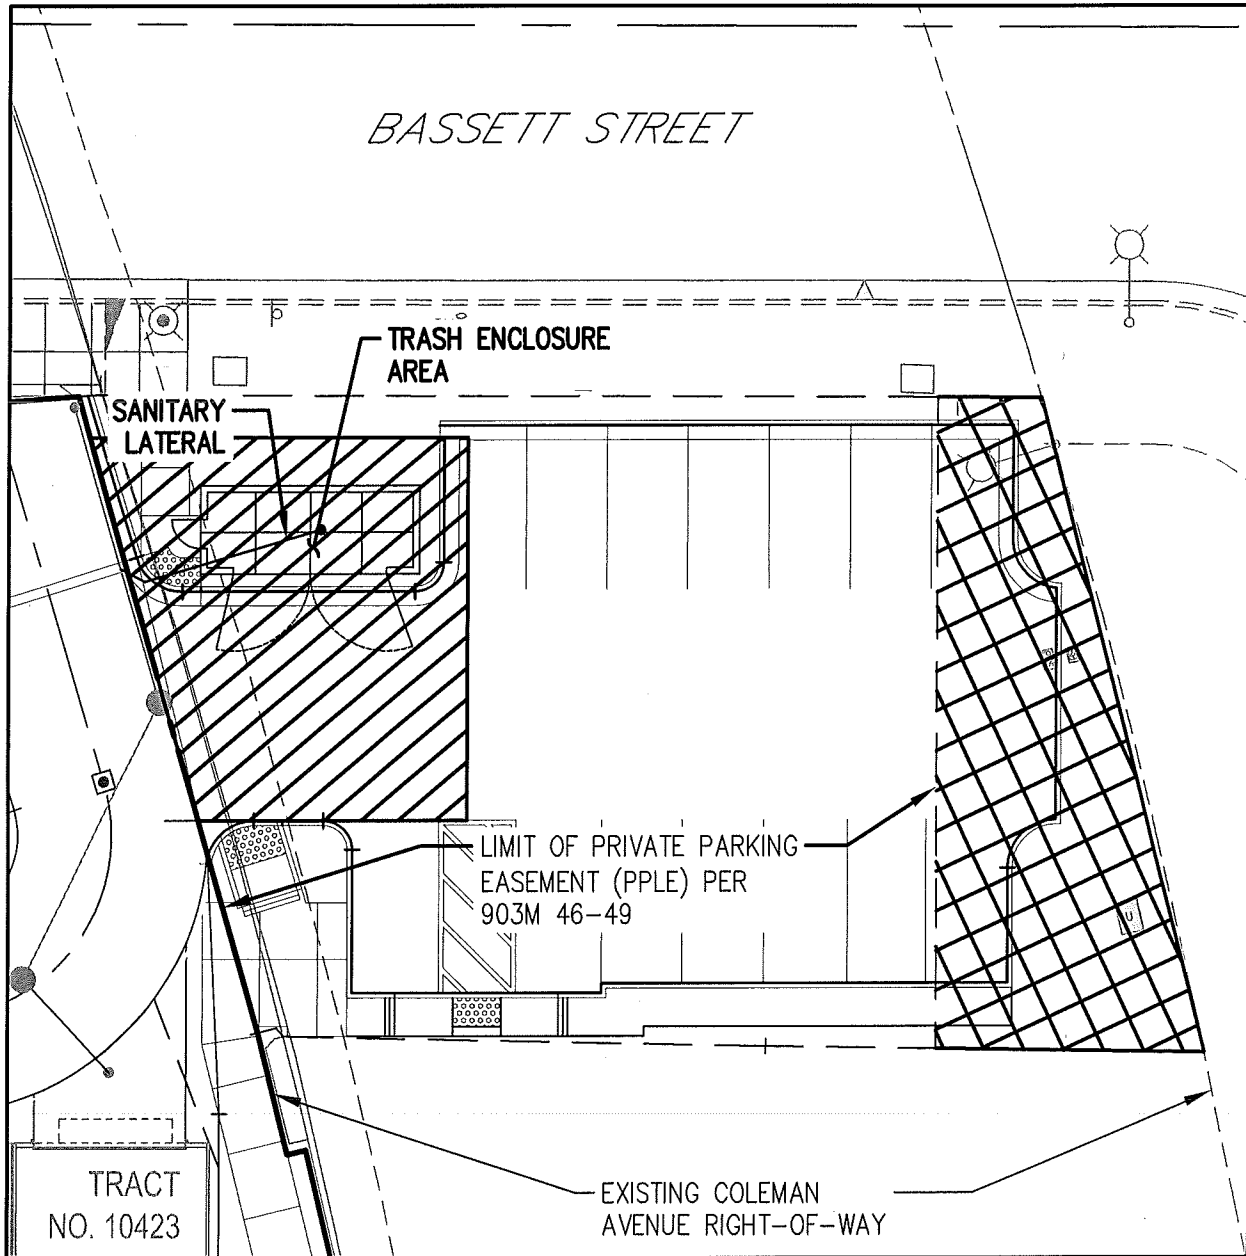 BASSETT STREET
TRASH ENCLOSURE
AREA
SANITARY
LATERAL
LIMIT OF PRIVATE PARKING
EASEMENT (PPLE) PER
903M 46-49
U
TRACT
NO. 10423
EXISTING COLEMAN
AVENUE RIGHT-OF-WAY